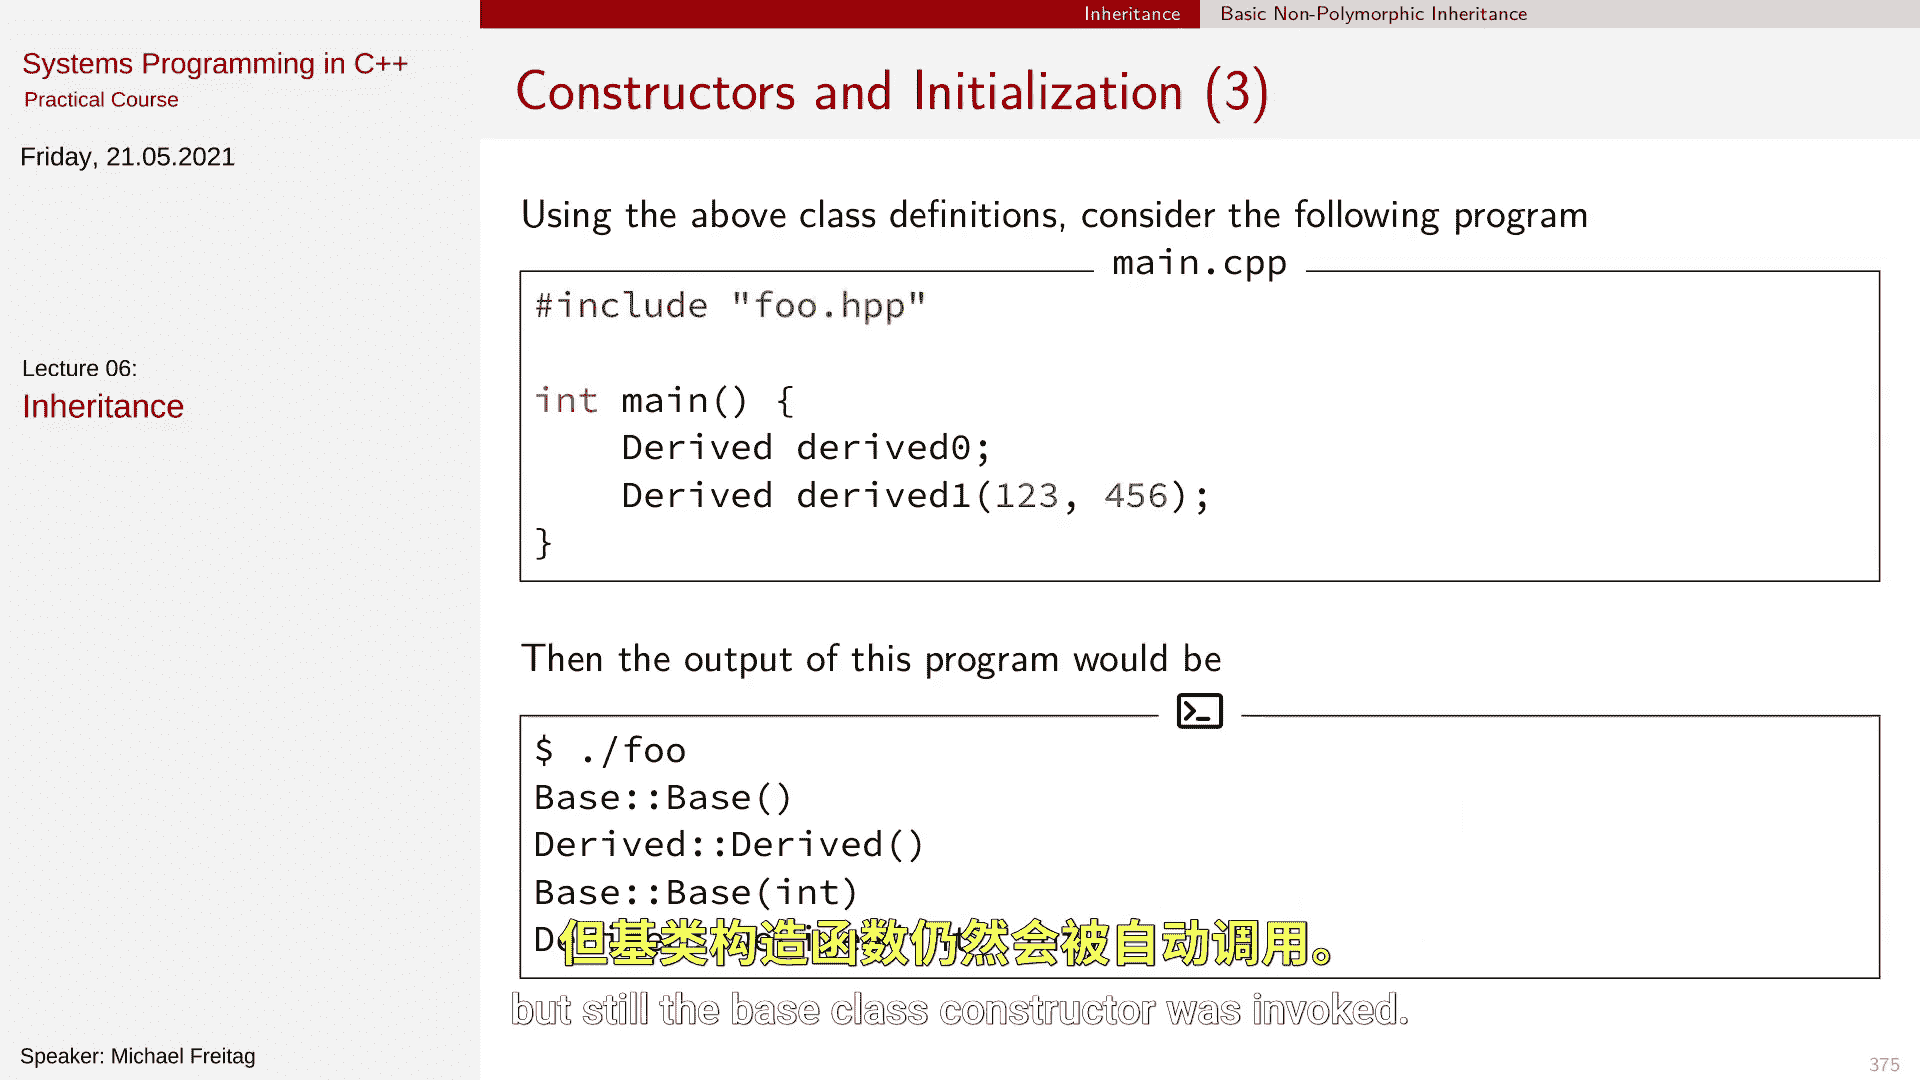 Inheritance
Basic Non-Polymorphic Inheritance
Systems Programming in C++
Practical Course
Friday, 21.05.2021
Lecture 06:
Inheritance
Constructors and Initialization (3)
Using the above class definitions, consider the following program
main.cpp
#include "foo.hpp"
int main() {
    Derived derived0;
    Derived derived1(123, 456);
}
Then the output of this program would be
$ ./foo
Base::Base()
Derived::Derived()
Base::Base(int)
但基类构造函数仍然会被自动调用。
but still the base class constructor was invoked.
Speaker: Michael Freitag
375